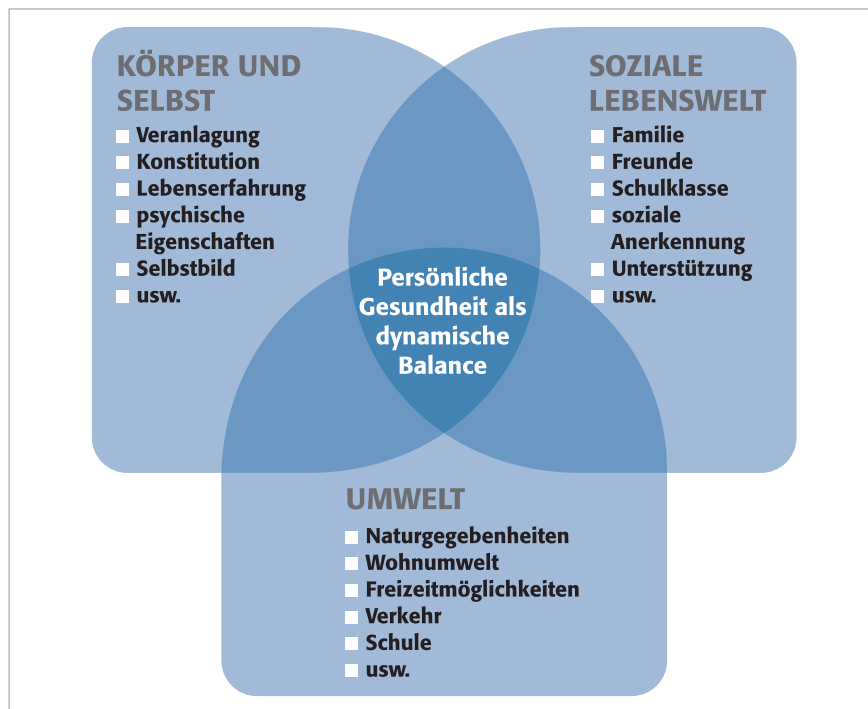 KÖRPER UND
SELBST
Veranlagung
Konstitution
Lebenserfahrung
psychische
Eigenschaften
Selbstbild
usw.
SOZIALE
LEBENSWELT
Familie
Freunde
Schulklasse
soziale
Anerkennung
Unterstützung
usw.
Persönliche
Gesundheit als
dynamische
Balance
UMWELT
Naturgegebenheiten
Wohnumwelt
Freizeitmöglichkeiten
Verkehr
Schule
usw.